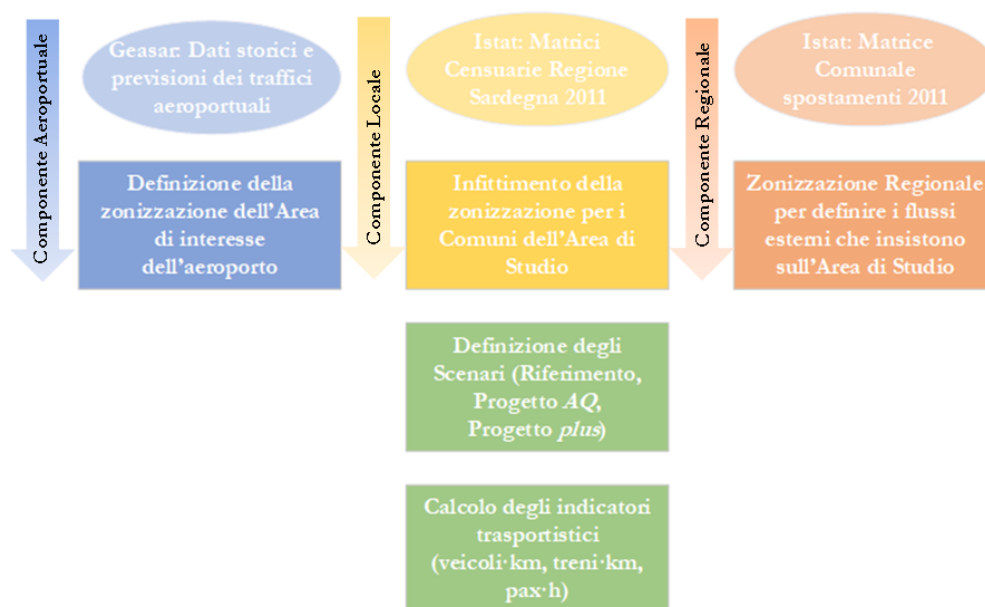 Componente Aeroportuale
Geasar: Dati storici e
previsioni dei traffici
aeroportuali
Definizione della
zonizzazione dell'Area
di interesse
dell'aeroporto
Componente Locale
Istat: Matrici
Censuarie Regione
Sardegna 2011
Infittimento della
zonizzazione per i
Comuni dell'Area di
Studio
Componente Regionale
Istat: Matrice
Comunale
spostamenti 2011
Zonizzazione Regionale
per definire i flussi
esterni che insistono
sull'Area di Studio
Definizione degli
Scenari (Riferimento,
Progetto AQ,
Progetto plus)
Calcolo degli indicatori
trasportistici
(veicoli·km, treni·km,
pax·h)